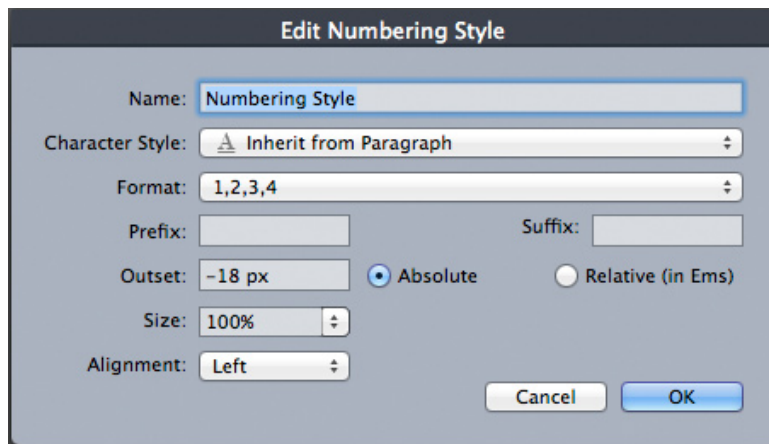 Edit Numbering Style
Name: Numbering Style
Character Style: A Inherit from Paragraph
Format: 1,2,3,4
Prefix: Suffix:
Outset: -18 px Absolute Relative (in Ems)
Size: 100%
Alignment: Left
Cancel OK